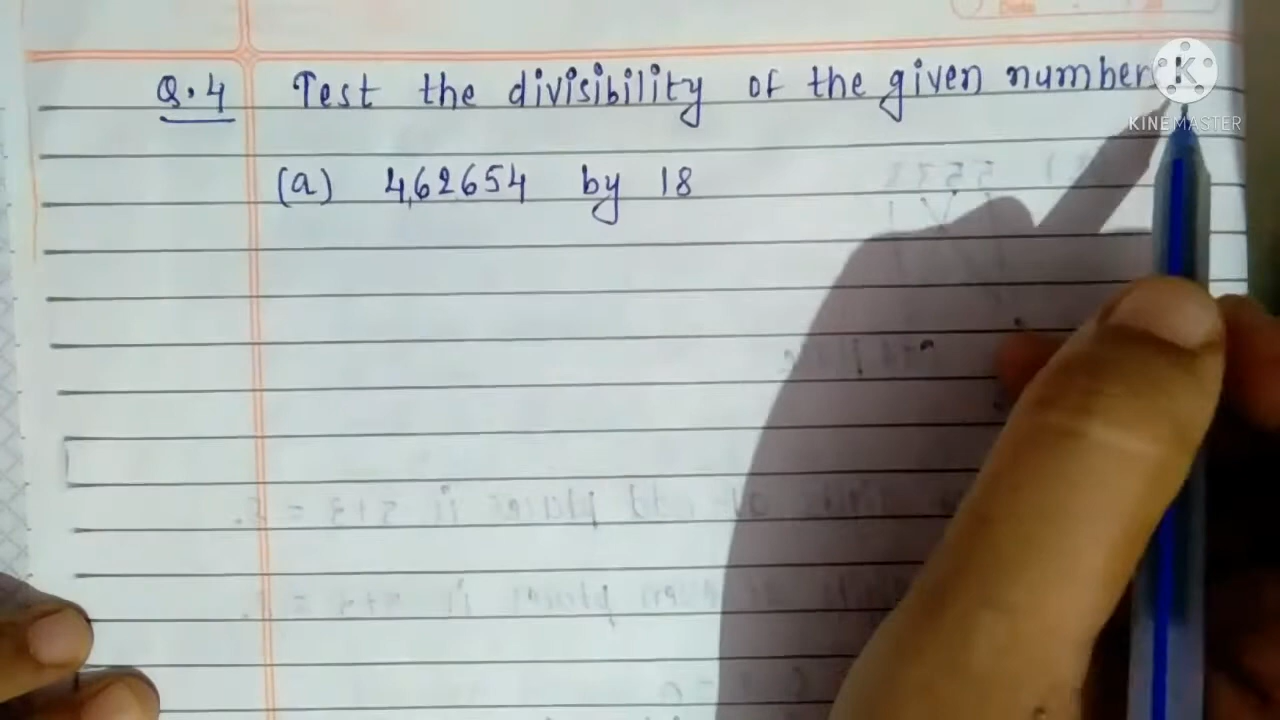 Q.4 Test the divisibility of the given number
KINEMASTER
(a) 4,62654 by 18